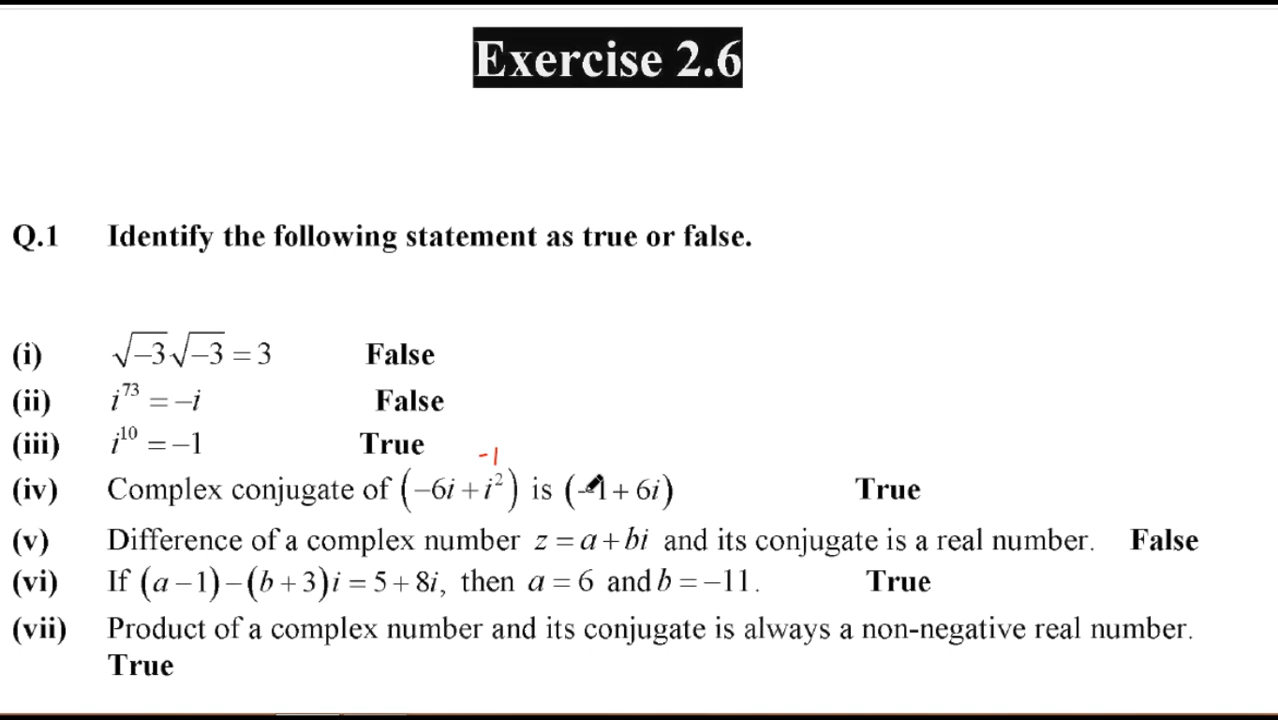 Exercise 2.6
Q.1 Identify the following statement as true or false.
(i) √−3√−3 = 3 False
(ii) i⁷³ = −i False
(iii) i¹⁰ = −1 True
-1
(iv) Complex conjugate of (−6i + i²) is (−1 + 6i) True
(v) Difference of a complex number z = a + bi and its conjugate is a real number. False
(vi) If (a − 1) − (b + 3)i = 5 + 8i, then a = 6 and b = −11. True
(vii) Product of a complex number and its conjugate is always a non-negative real number.
True